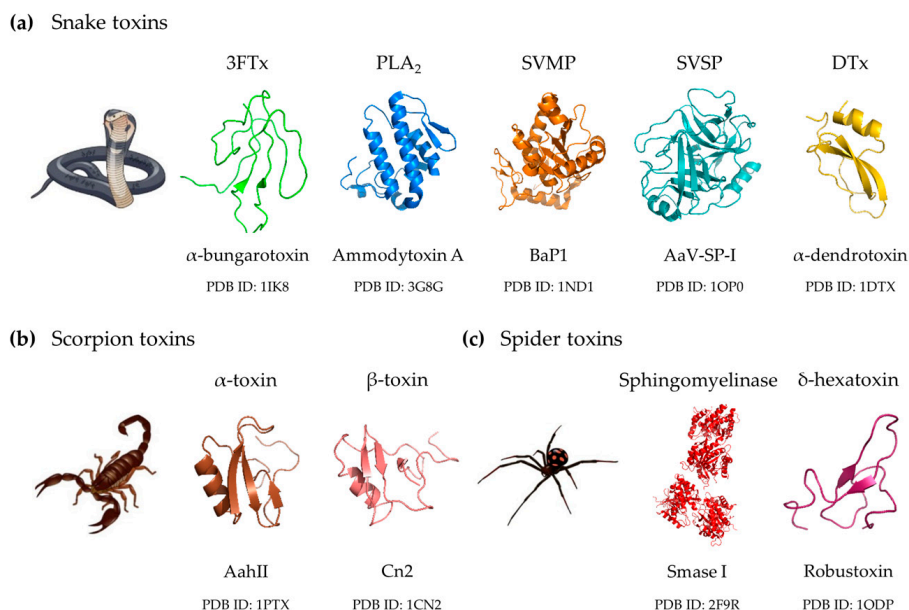 (a) Snake toxins
3FTx PLA₂ SVMP SVSP DTx
α-bungarotoxin Ammodytoxin A BaP1 AaV-SP-I α-dendrotoxin
PDB ID: 1IK8 PDB ID: 3G8G PDB ID: 1ND1 PDB ID: 1OP0 PDB ID: 1DTX
(b) Scorpion toxins (c) Spider toxins
α-toxin β-toxin Sphingomyelinase δ-hexatoxin
AahII Cn2 Smase I Robustoxin
PDB ID: 1PTX PDB ID: 1CN2 PDB ID: 2F9R PDB ID: 1QDP